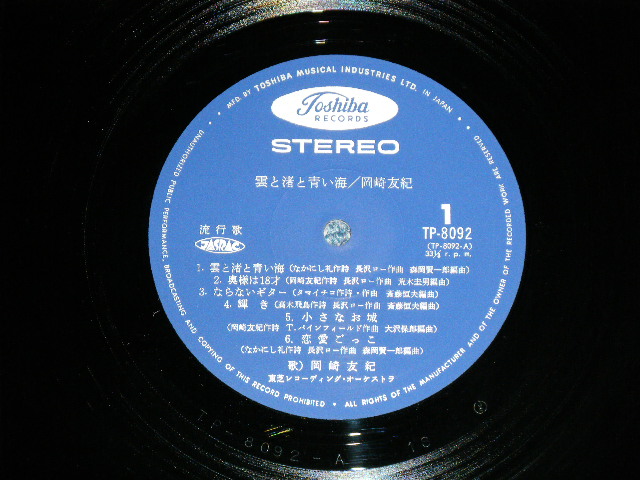 MFD. BY TOSHIBA MUSICAL INDUSTRIES LTD. IN JAPAN
Toshiba
RECORDS
STEREO
雲と渚と青い海／岡崎友紀
流行歌
JASRAC
1
TP-8092
(TP-8092-A)
33⅓ r.p.m.
1. 雲と渚と青い海 (なかにし礼作詩 長沢ロー作曲 森岡賢一郎編曲)
2. 奥様は18才 (岡崎友紀作詩 長沢ロー作曲 荒木圭男編曲)
3. ならないギター (タマイチコ作詩・作曲 斎藤恒夫編曲)
4. 輝き (高木飛鳥作詩 長沢ロー作曲 斎藤恒夫編曲)
5. 小さなお城
(岡崎友紀作詩 T. パインフィールド作曲 大沢保郎編曲)
6. 恋愛ごっこ
(なかにし礼作詩 長沢ロー作曲 森岡賢一郎編曲)
歌) 岡崎友紀
東芝レコーディング・オーケストラ
UNAUTHORIZED PUBLIC PERFORMANCE, BROADCASTING AND COPYING OF THIS RECORD PROHIBITED • ALL RIGHTS OF THE MANUFACTURER AND OF THE OWNER OF THE RECORDED WORK ARE RESERVED
TP-8092-A